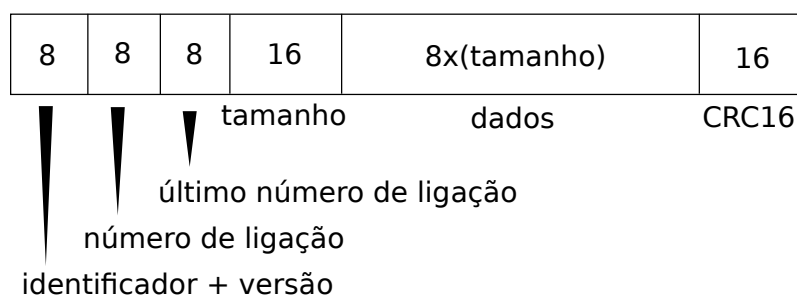 8 8 8 16 8x(tamanho) 16
tamanho dados CRC16
último número de ligação
número de ligação
identificador + versão